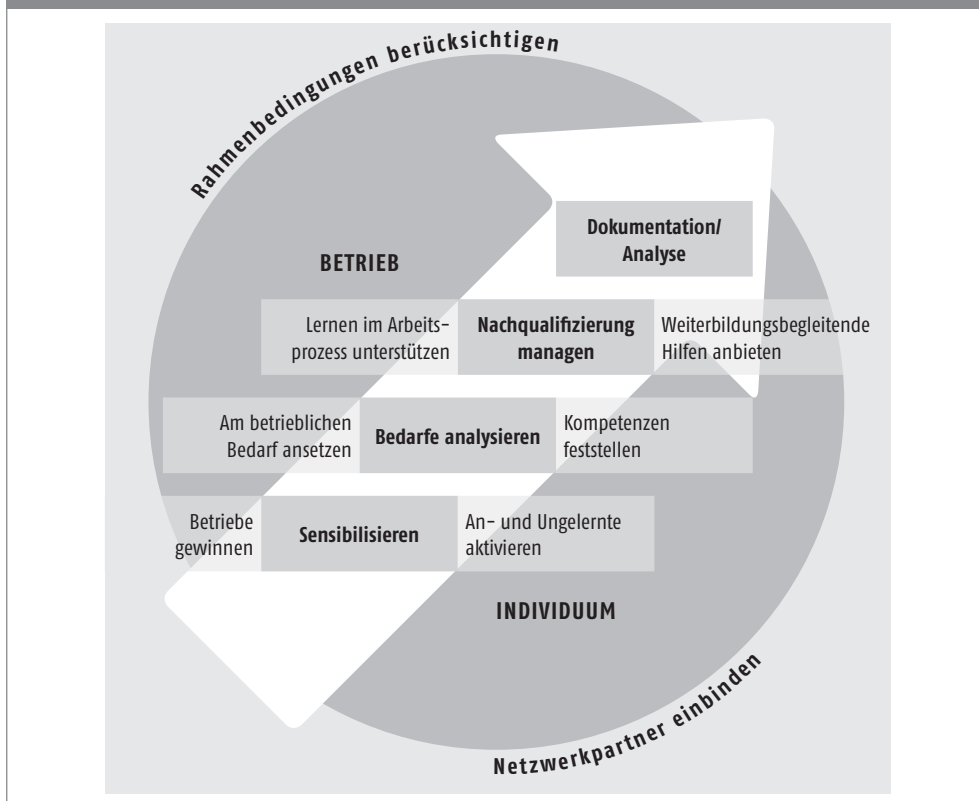 Rahmenbedingungen berücksichtigen
Dokumentation/
Analyse
BETRIEB
Lernen im Arbeits-
prozess unterstützen
Nachqualifizierung
managen
Weiterbildungsbegleitende
Hilfen anbieten
Am betrieblichen
Bedarf ansetzen
Bedarfe analysieren
Kompetenzen
feststellen
Betriebe
gewinnen
Sensibilisieren
An- und Ungelernte
aktivieren
INDIVIDUUM
Netzwerkpartner einbinden